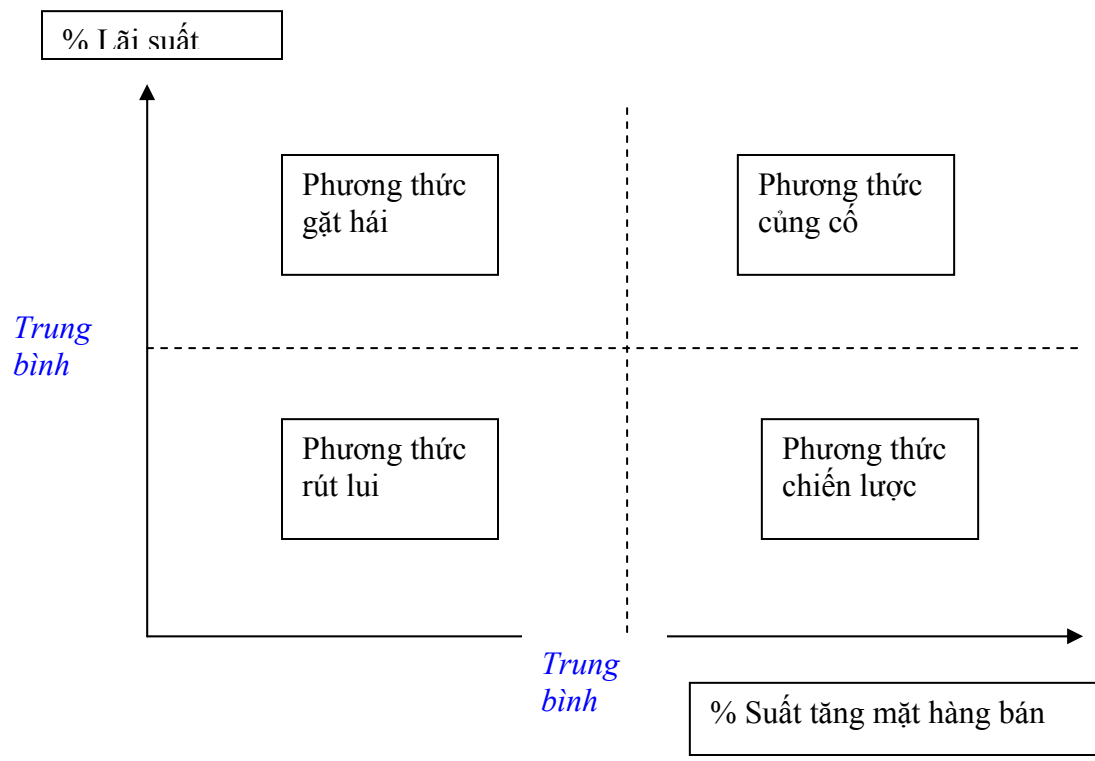 % Lãi suất
Phương thức
gặt hái
Phương thức
củng cố
Trung
bình
Phương thức
rút lui
Phương thức
chiến lược
Trung
bình
% Suất tăng mặt hàng bán